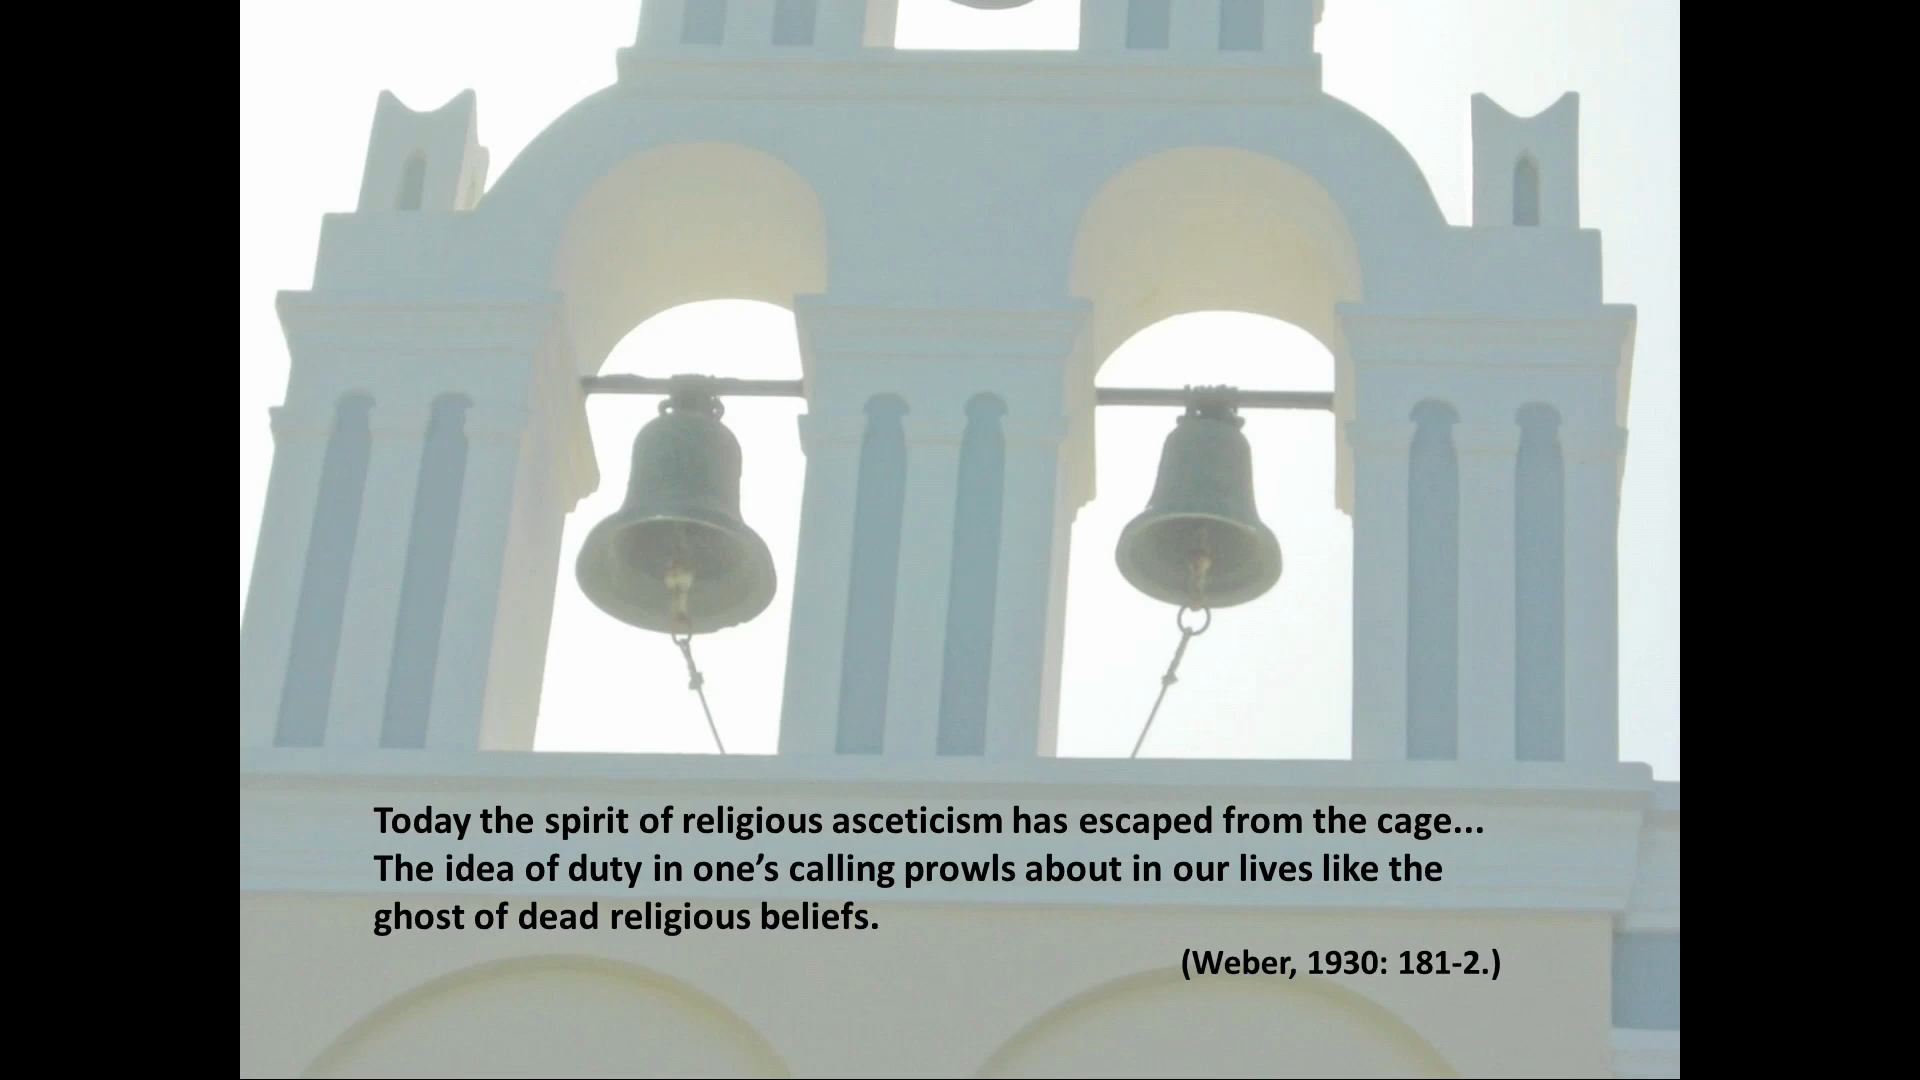 Today the spirit of religious asceticism has escaped from the cage...
The idea of duty in one’s calling prowls about in our lives like the
ghost of dead religious beliefs.
(Weber, 1930: 181-2.)